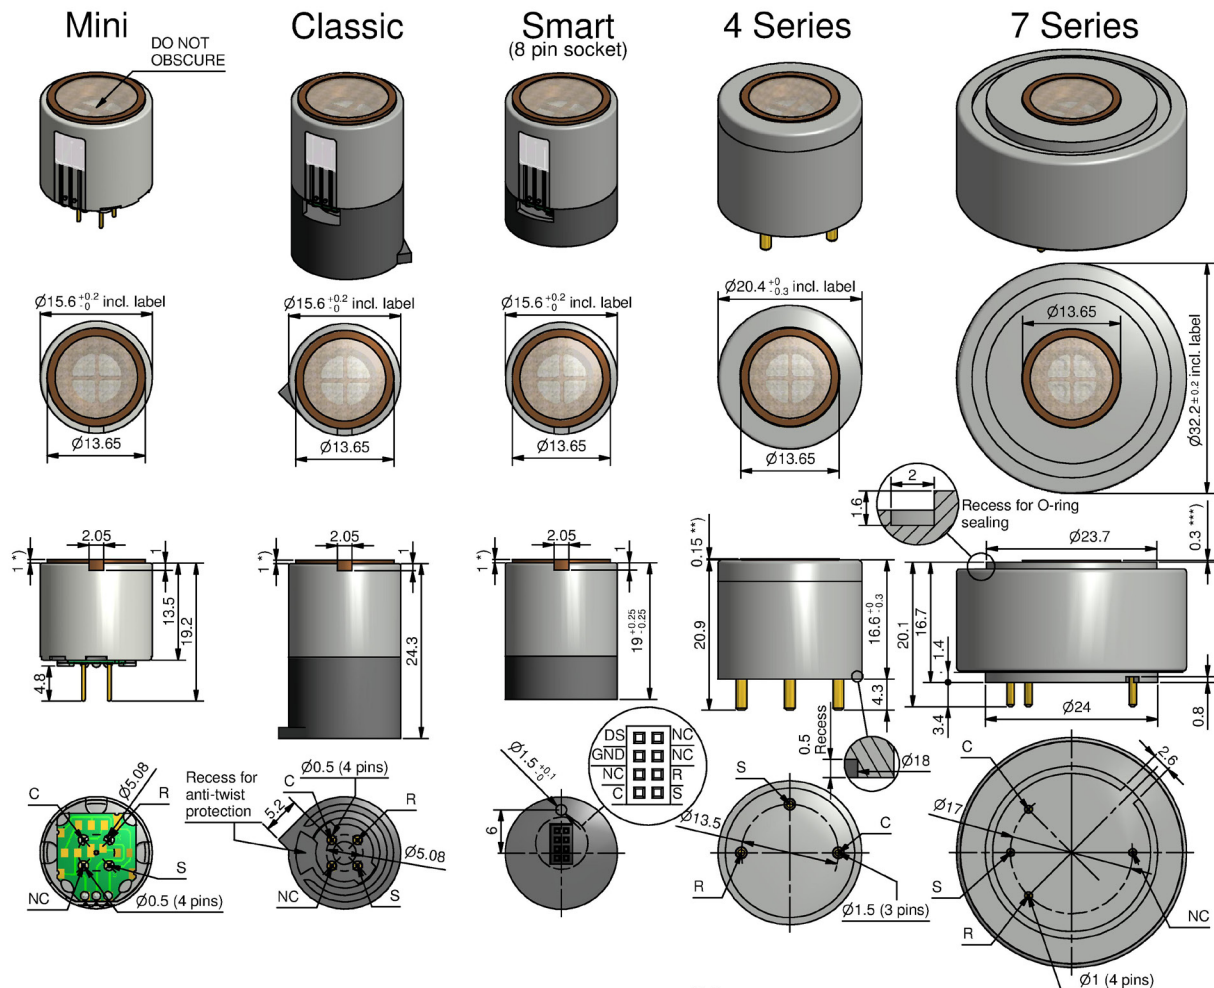 Mini
Classic
Smart
(8 pin socket)
4 Series
7 Series
DO NOT
OBSCURE
Ø15.6 +0.2 -0 incl. label
Ø15.6 +0.2 -0 incl. label
Ø15.6 +0.2 -0 incl. label
Ø20.4 +0 -0.3 incl. label
Ø13.65
Ø32.2 ± 0.2 incl. label
Ø13.65
Ø13.65
Ø13.65
Ø13.65
2
1.6
Recess for O-ring
sealing
2.05
1 *)
1
13.5
19.2
4.8
2.05
1 *)
1
24.3
2.05
1 *)
1
19 +0.25 -0.25
0.15 **)
20.9
16.6 +0 -0.3
4.3
Ø23.7
0.3 ***)
20.1
16.7
1.4
3.4
Ø24
0.8
0.5
Recess
Ø18
DS
NC
GND
NC
NC
R
C
S
C
Ø5.08
R
S
NC
Ø0.5 (4 pins)
Recess for
anti-twist
protection
5.2
C
Ø0.5 (4 pins)
R
Ø5.08
NC
S
Ø1.5 +0.1 -0
6
S
Ø13.5
C
R
Ø1.5 (3 pins)
C
2.6
Ø17
S
R
NC
Ø1 (4 pins)